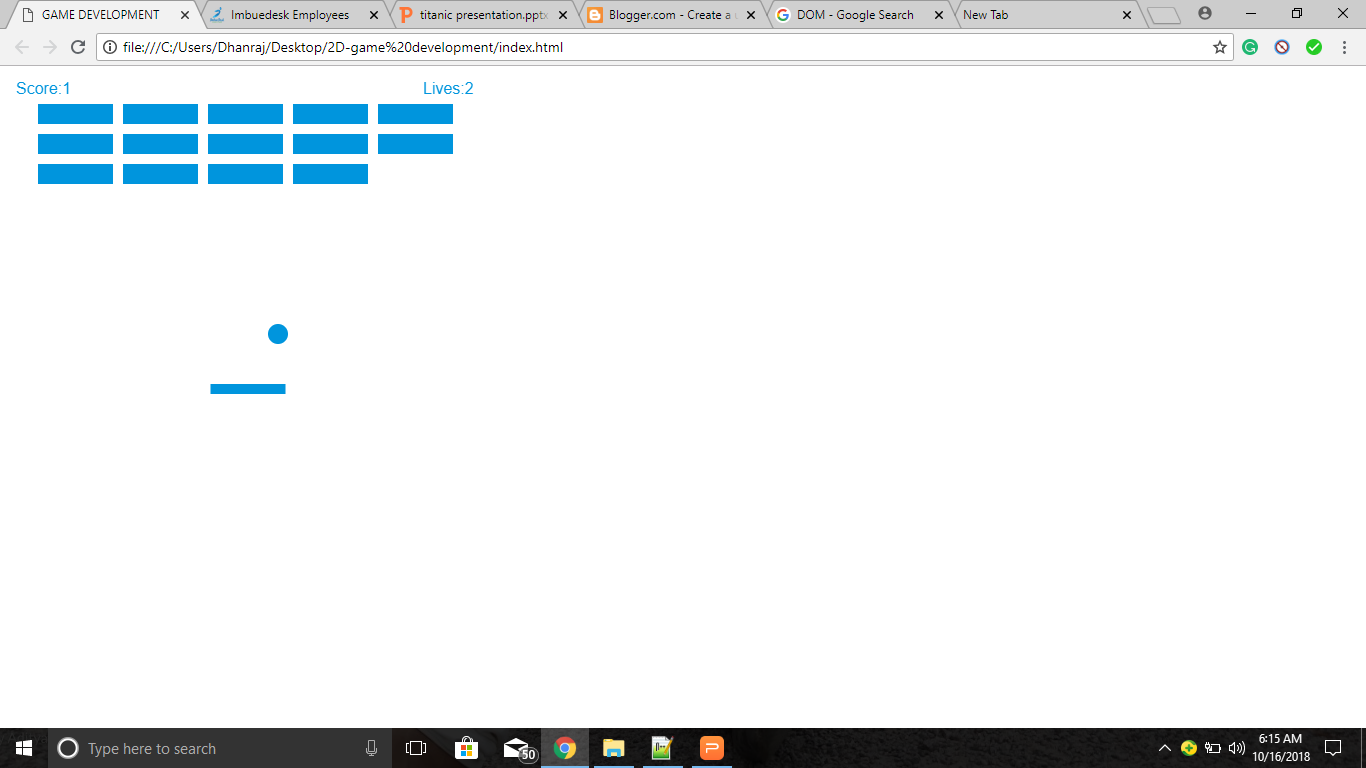 GAME DEVELOPMENT
Imbuedesk Employees
titanic presentation.pptx
Blogger.com - Create a u
DOM - Google Search
New Tab
file:///C:/Users/Dhanraj/Desktop/2D-game%20development/index.html
Score:1
Lives:2
Type here to search
50
6:15 AM
10/16/2018